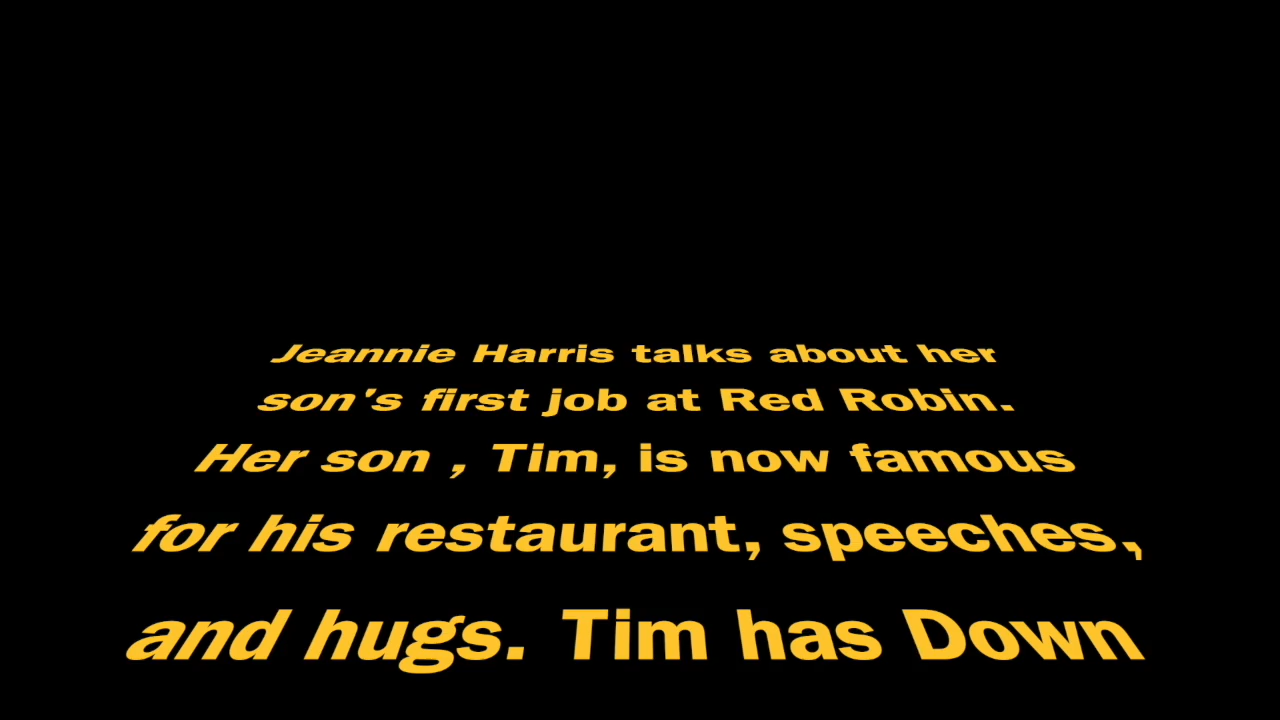 Jeannie Harris talks about her
son's first job at Red Robin.
Her son , Tim, is now famous
for his restaurant, speeches,
and hugs. Tim has Down